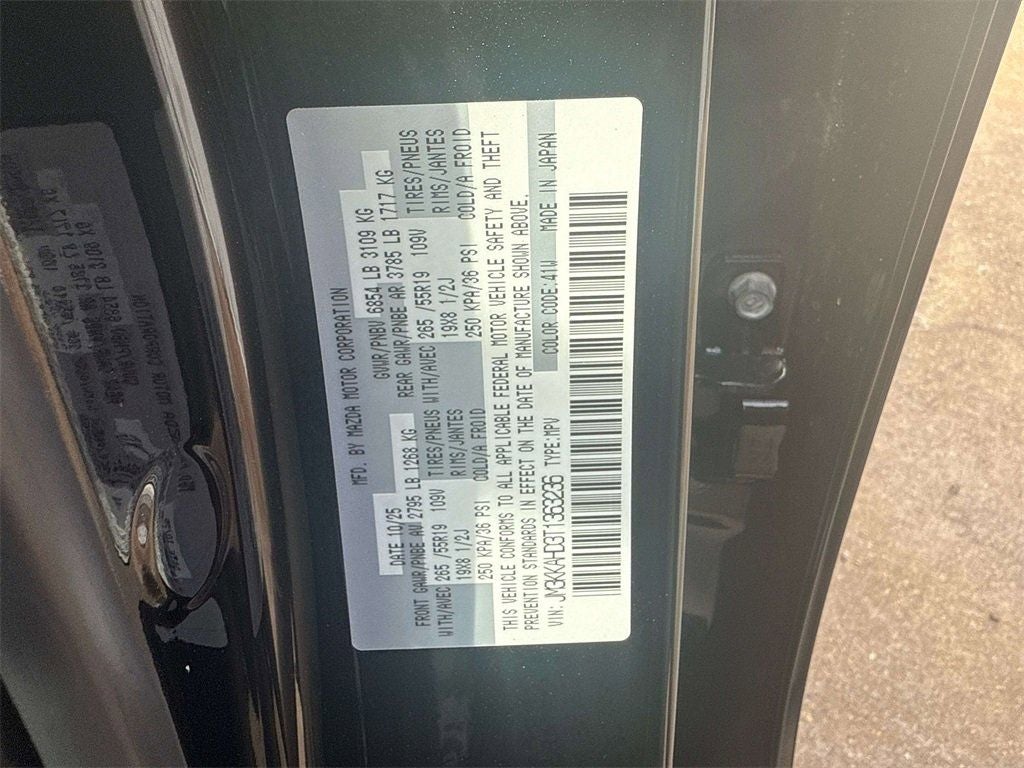 MFD. BY MAZDA MOTOR CORPORATION
DATE 10/25 GVWR/PNBV 6854 LB 3109 KG
FRONT GAWR/PNBE AV 2795 LB 1268 KG REAR GAWR/PNBE AR 3785 LB 1717 KG
WITH/AVEC 265 /55R19 109V TIRES/PNEUS WITH/AVEC 265 /55R19 109V TIRES/PNEUS
19X8 1/2J RIMS/JANTES 19X8 1/2J RIMS/JANTES
250 KPA/36 PSI COLD/A FROID 250 KPA/36 PSI COLD/A FROID
THIS VEHICLE CONFORMS TO ALL APPLICABLE FEDERAL MOTOR VEHICLE SAFETY AND THEFT
PREVENTION STANDARDS IN EFFECT ON THE DATE OF MANUFACTURE SHOWN ABOVE.
VIN: JM3KKAHD3T1363236 TYPE:MPV COLOR CODE:41W MADE IN JAPAN